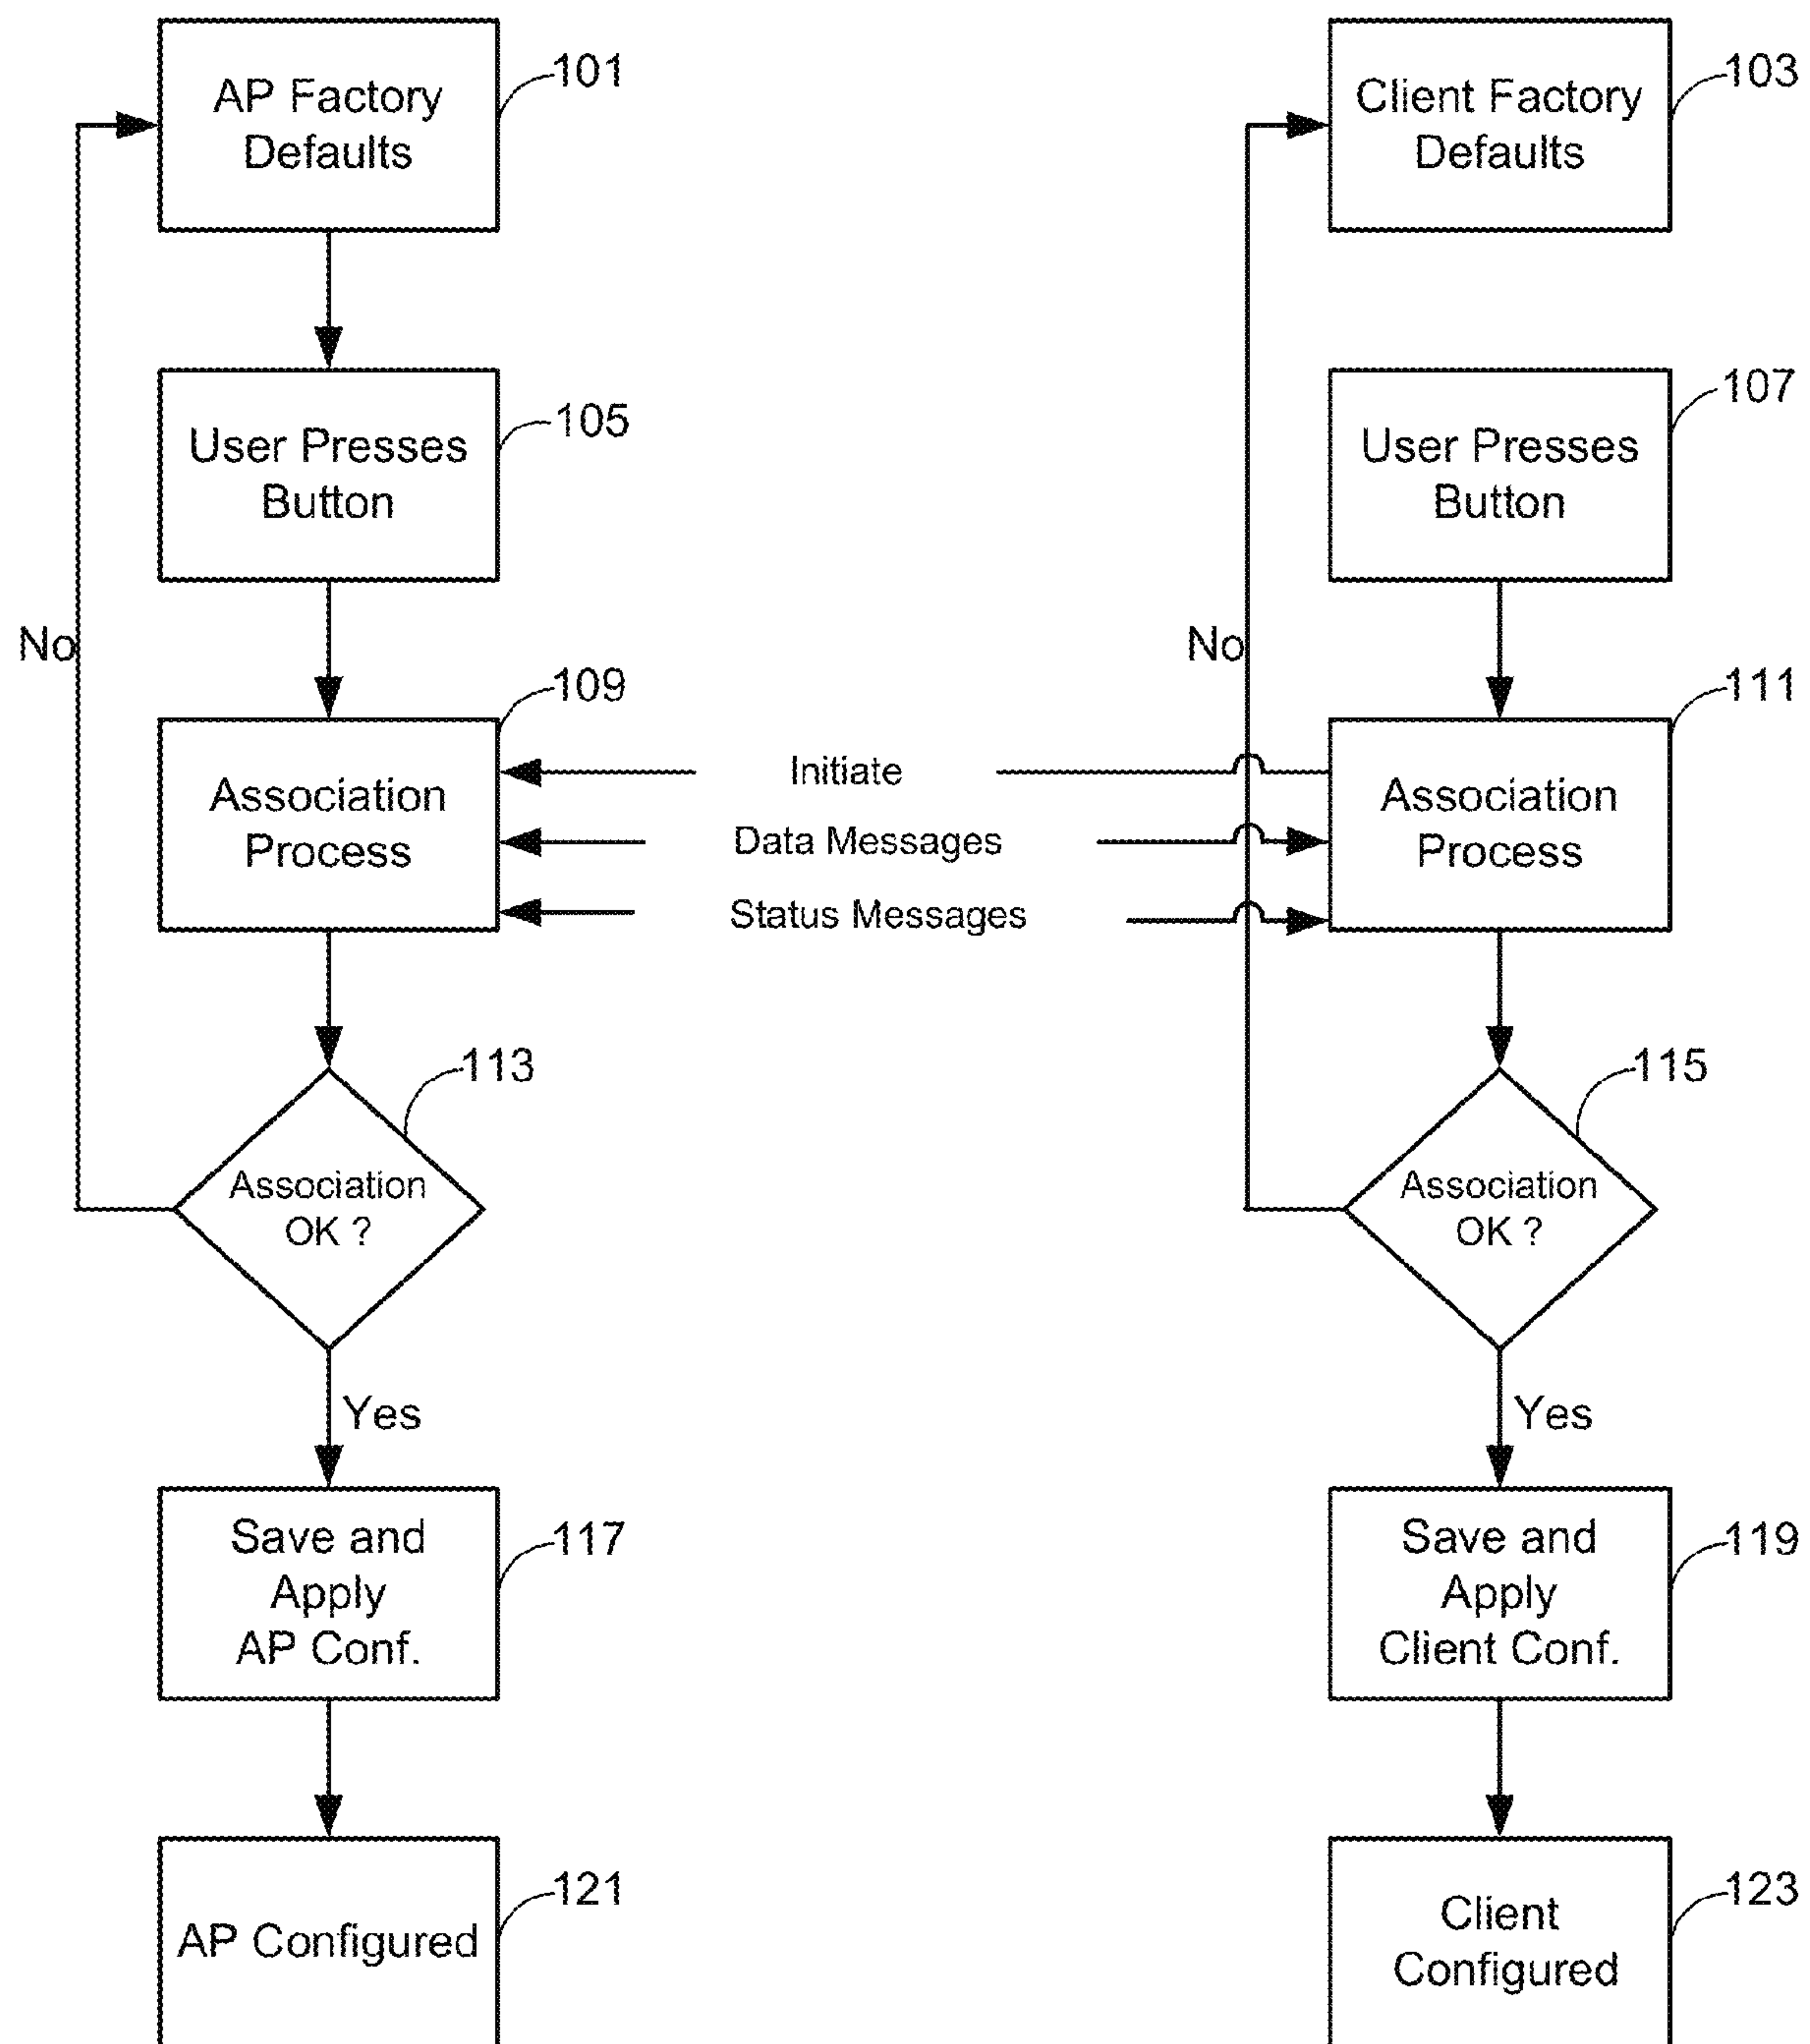 AP Factory
Defaults
101
Client Factory
Defaults
103
User Presses
Button
105
User Presses
Button
107
No
No
109
111
Association
Process
Initiate
Data Messages
Status Messages
Association
Process
113
115
Association
OK ?
Association
OK ?
Yes
Yes
Save and
Apply
AP Conf.
117
Save and
Apply
Client Conf.
119
AP Configured
121
Client
Configured
123